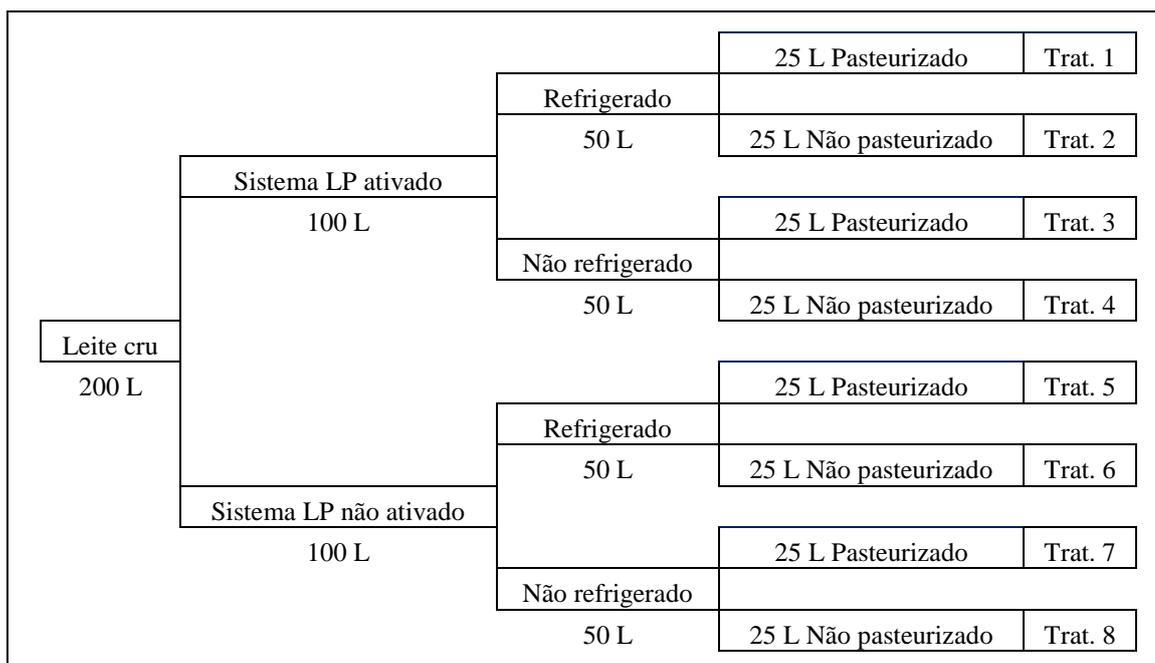 25 L Pasteurizado Trat. 1
Refrigerado
50 L 25 L Não pasteurizado Trat. 2
Sistema LP ativado
100 L 25 L Pasteurizado Trat. 3
Não refrigerado
50 L 25 L Não pasteurizado Trat. 4
Leite cru
200 L 25 L Pasteurizado Trat. 5
Refrigerado
50 L 25 L Não pasteurizado Trat. 6
Sistema LP não ativado
100 L 25 L Pasteurizado Trat. 7
Não refrigerado
50 L 25 L Não pasteurizado Trat. 8